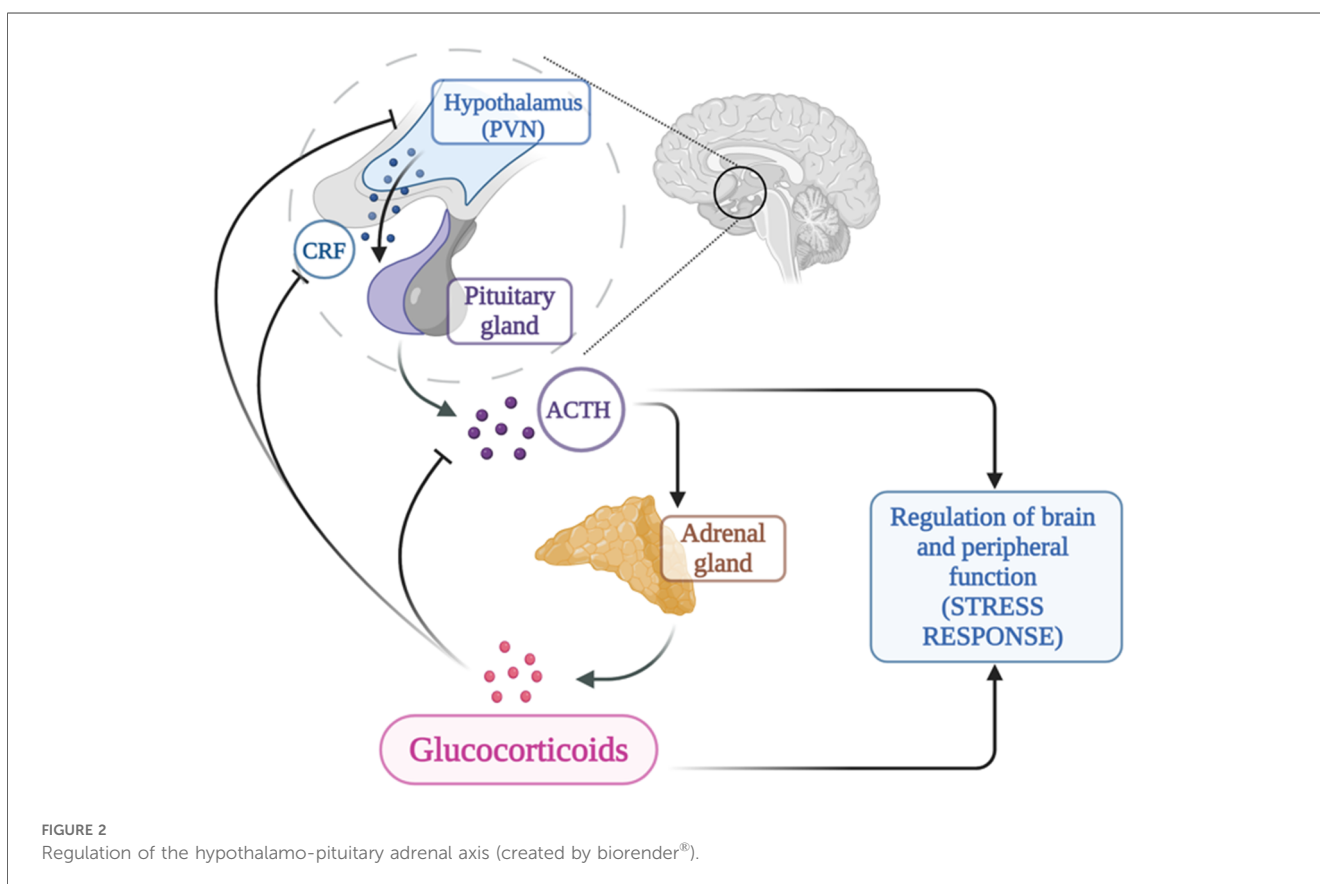 Hypothalamus
(PVN)
CRF
Pituitary
gland
ACTH
Adrenal
gland
Regulation of brain
and peripheral
function
(STRESS
RESPONSE)
Glucocorticoids
FIGURE 2
Regulation of the hypothalamo-pituitary adrenal axis (created by biorender®).